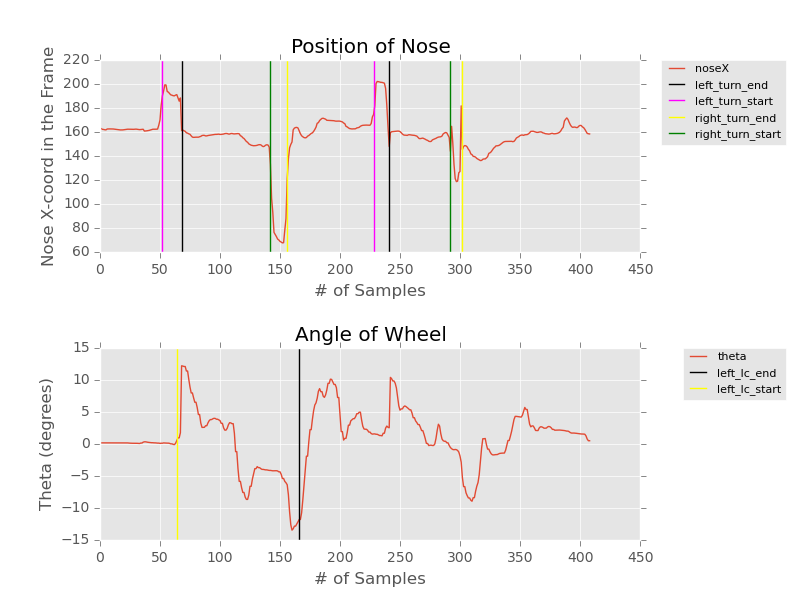 Position of Nose
Nose X-coord in the Frame
220
200
180
160
140
120
100
80
60
0 50 100 150 200 250 300 350 400 450
# of Samples
noseX
left_turn_end
left_turn_start
right_turn_end
right_turn_start
Angle of Wheel
Theta (degrees)
15
10
5
0
−5
−10
−15
0 50 100 150 200 250 300 350 400 450
# of Samples
theta
left_lc_end
left_lc_start